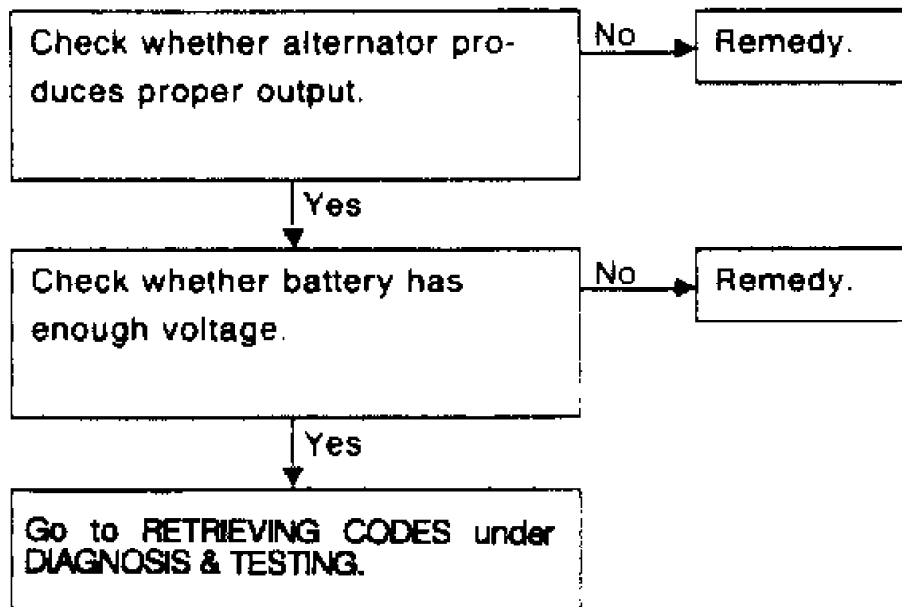 Check whether alternator pro-
duces proper output.
No
Remedy.
Yes
Check whether battery has
enough voltage.
No
Remedy.
Yes
Go to RETRIEVING CODES under
DIAGNOSIS & TESTING.